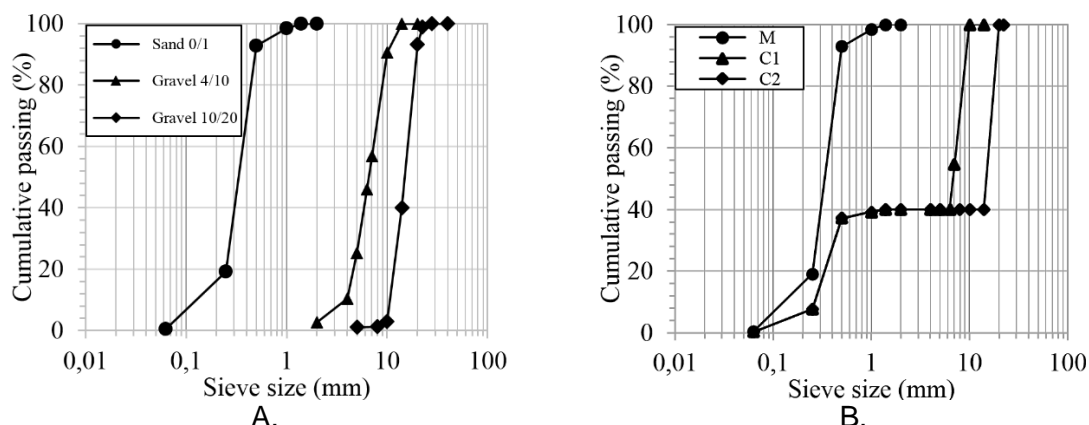 100
80
60
40
20
0
Cumulative passing (%)
Sand 0/1
Gravel 4/10
Gravel 10/20
0,01
0,1
1
10
100
Sieve size (mm)
A.
100
80
60
40
20
0
Cumulative passing (%)
M
C1
C2
0,01
0,1
1
10
100
Sieve size (mm)
B.